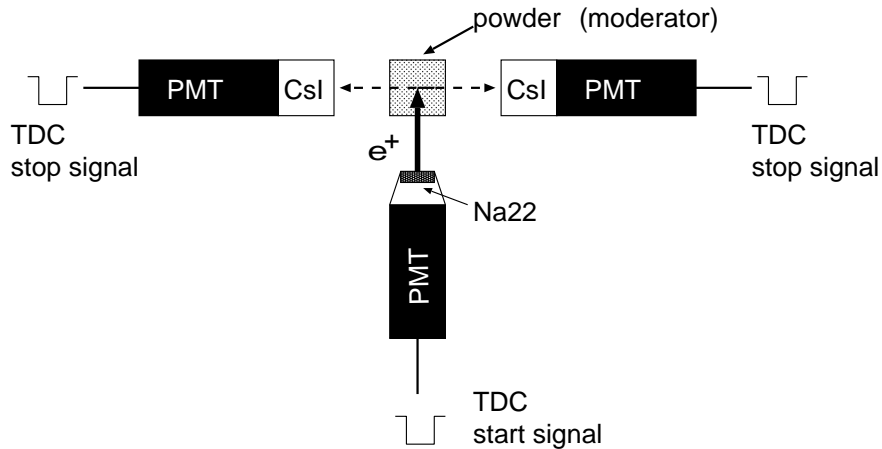 powder (moderator)
PMT
CsI
CsI
PMT
TDC
stop signal
e+
TDC
stop signal
Na22
PMT
TDC
start signal